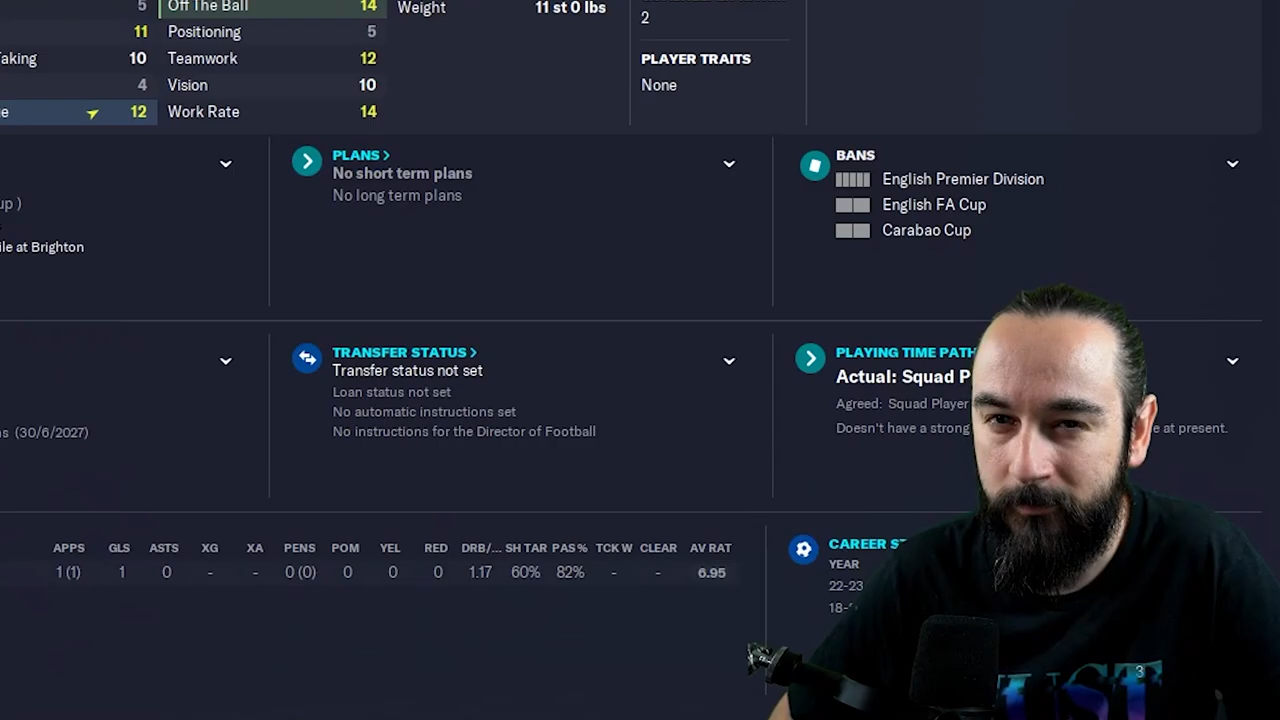 5 Off The Ball 14 Weight 11 st 0 lbs
2
11 Positioning 5
Taking 10 Teamwork 12 PLAYER TRAITS
4 Vision 10 None
12 Work Rate 14
PLANS >
No short term plans
No long term plans
BANS
English Premier Division
English FA Cup
Carabao Cup
up )
ile at Brighton
TRANSFER STATUS >
Transfer status not set
Loan status not set
No automatic instructions set
No instructions for the Director of Football
PLAYING TIME PATH
Actual: Squad P
Agreed: Squad Player
Doesn't have a strong e at present.
s (30/6/2027)
APPS GLS ASTS XG XA PENS POM YEL RED DRB/... SH TAR PAS % TCK W CLEAR AV RAT
1 (1) 1 0 - - 0 (0) 0 0 0 1.17 60% 82% - - 6.95
CAREER ST
YEAR
22-23
18-
3